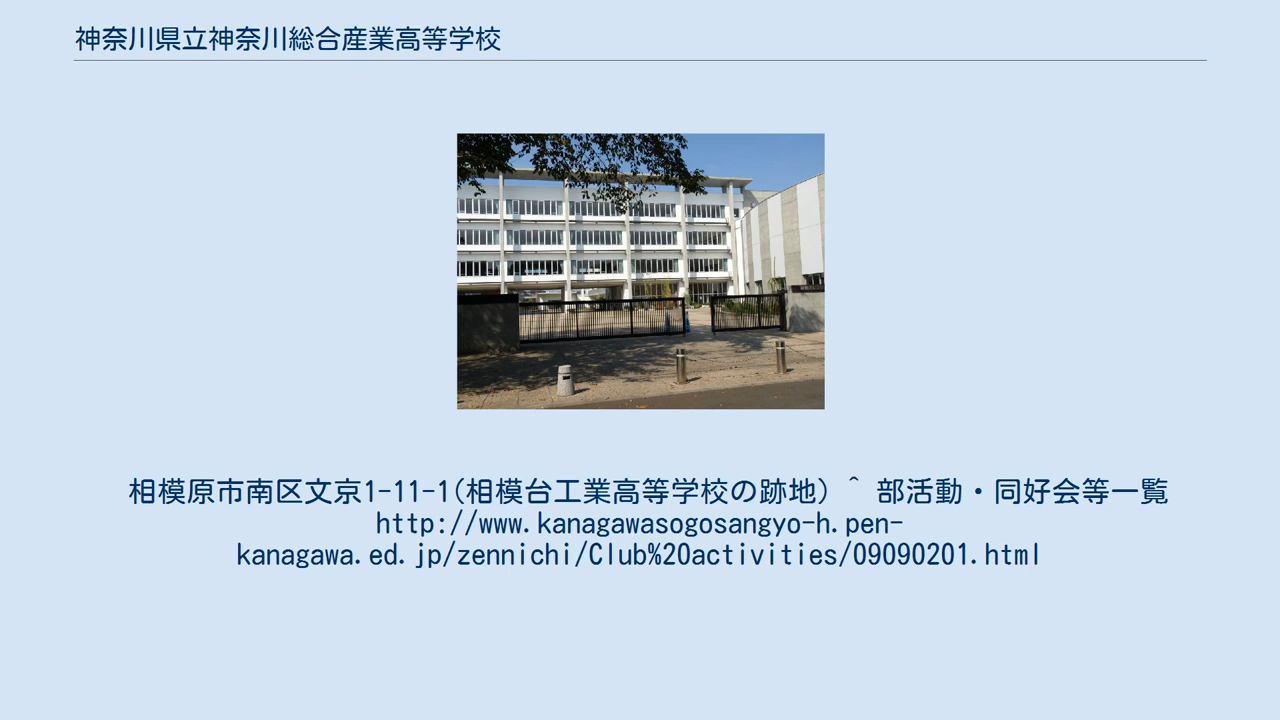 神奈川県立神奈川総合産業高等学校
相模原市南区文京1-11-1(相模台工業高等学校の跡地) ^ 部活動・同好会等一覧
http://www.kanagawasogosangyo-h.pen-
kanagawa.ed.jp/zennichi/Club%20activities/09090201.html